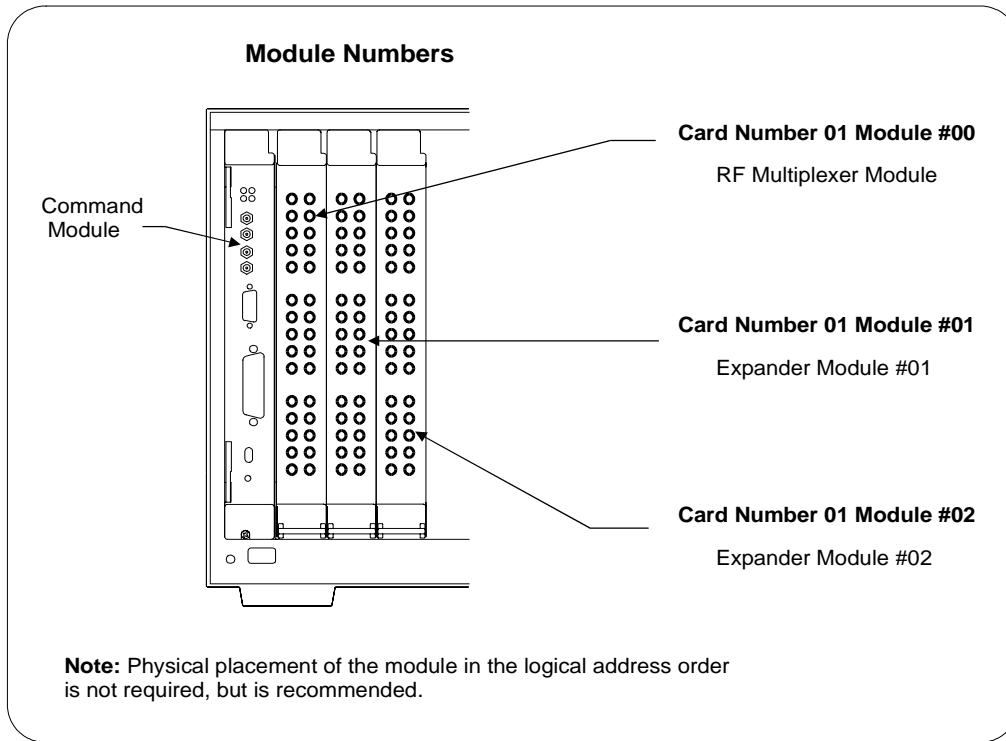 Module Numbers
Command
Module
Card Number 01 Module #00
RF Multiplexer Module
Card Number 01 Module #01
Expander Module #01
Card Number 01 Module #02
Expander Module #02
Note: Physical placement of the module in the logical address order
is not required, but is recommended.